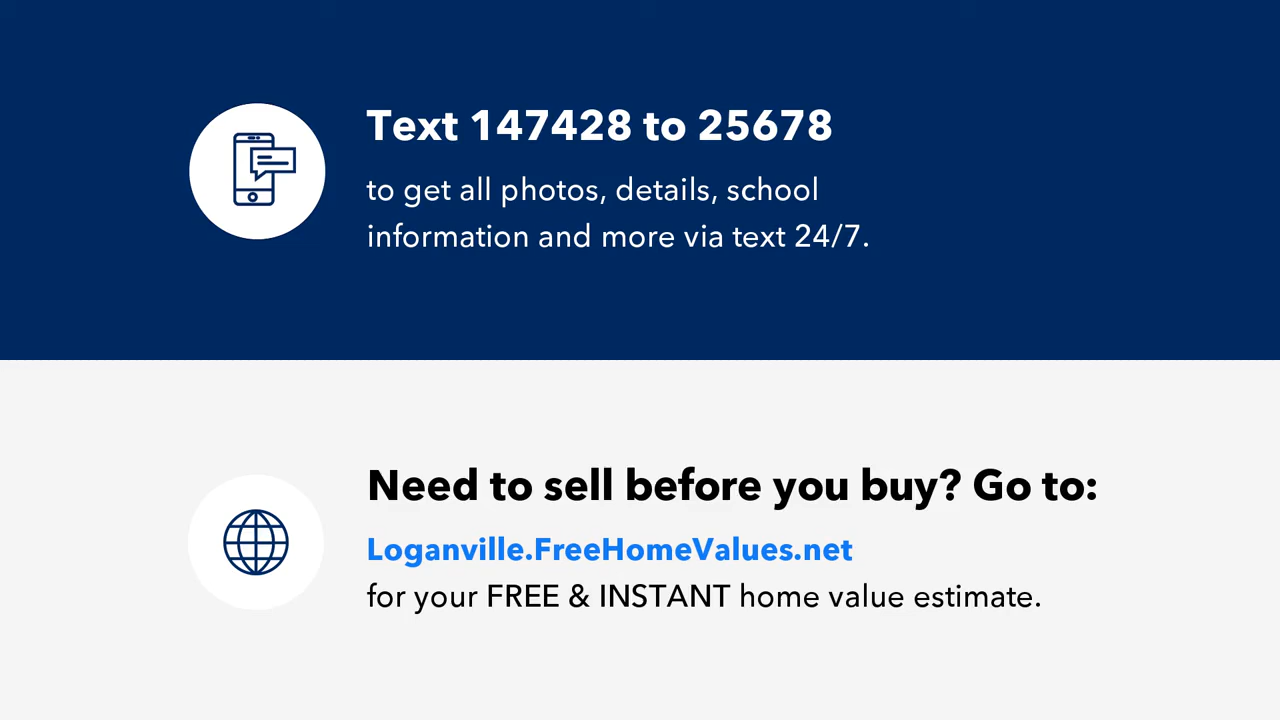 Text 147428 to 25678
to get all photos, details, school
information and more via text 24/7.
Need to sell before you buy? Go to:
Loganville.FreeHomeValues.net
for your FREE & INSTANT home value estimate.